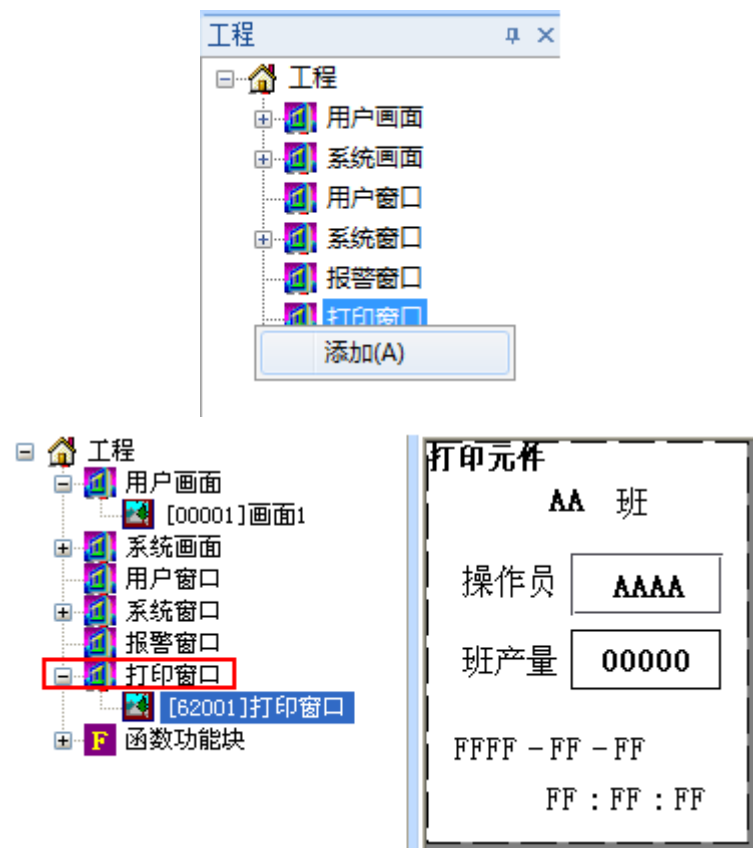 工程
工程
用户画面
系统画面
用户窗口
系统窗口
报警窗口
打印窗口
添加(A)
工程
用户画面
[00001]画面1
系统画面
用户窗口
系统窗口
报警窗口
打印窗口
[62001]打印窗口
F 函数功能块
打印元件
AA 班
操作员 AAAA
班产量 00000
FFFF-FF-FF
FF:FF:FF